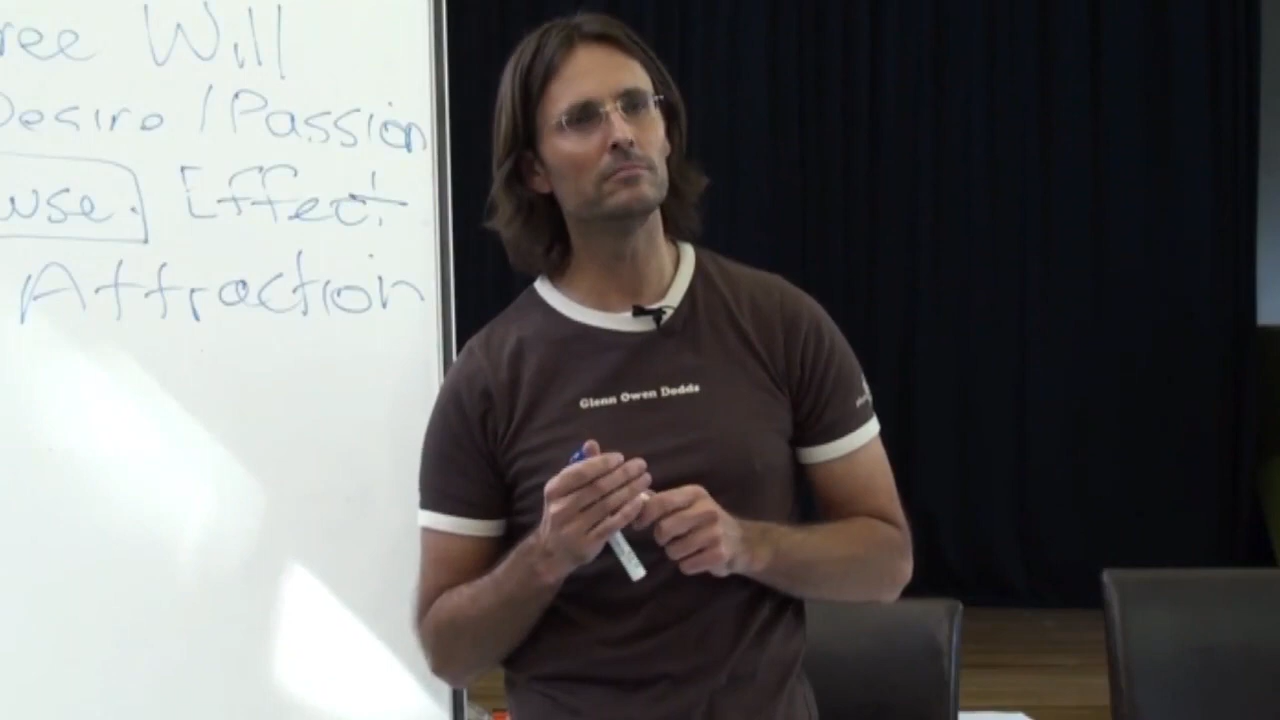 ree Will
Desire / Passion
use. Effect
Attraction
Glenn Owen Dodds